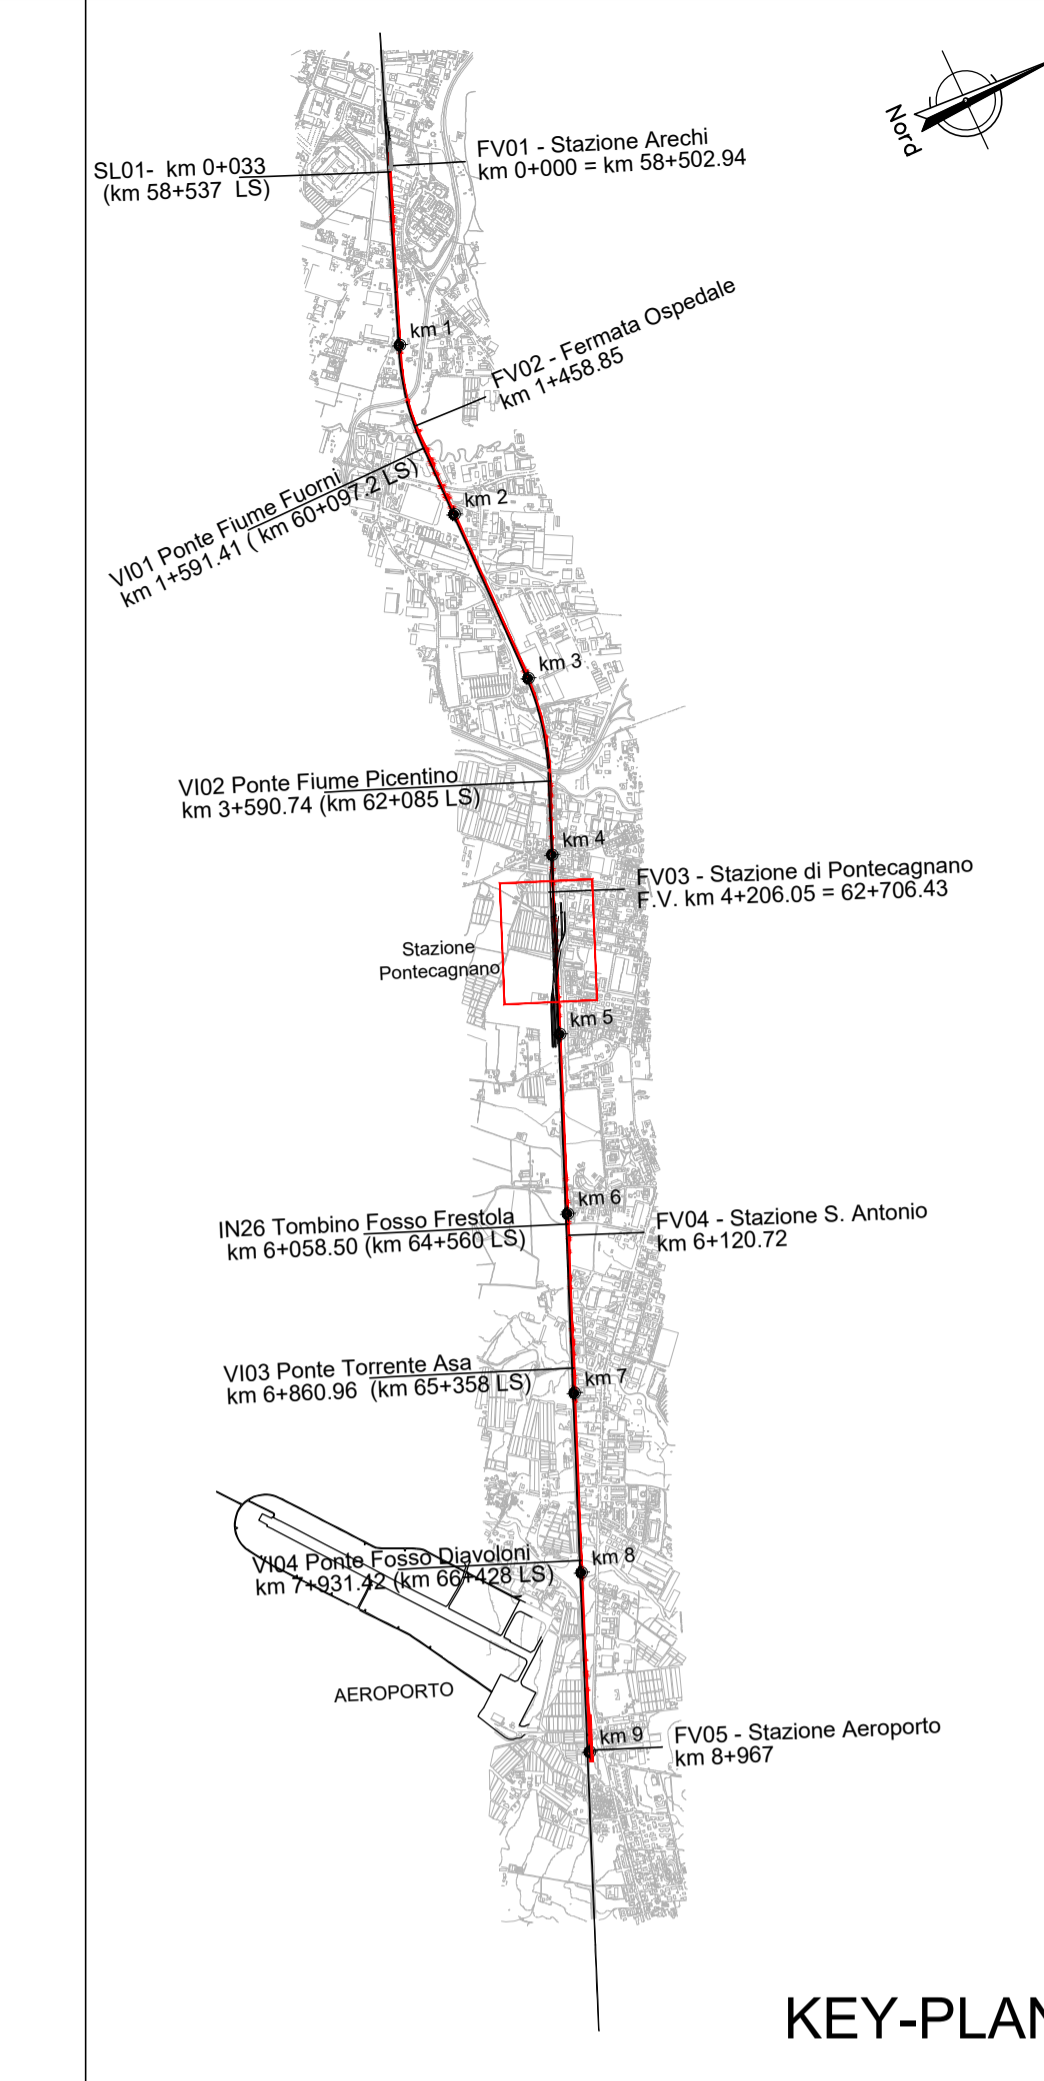 Nord
FV01 - Stazione Arechi
km 0+000 = km 58+502.94
SL01- km 0+033
(km 58+537 LS)
km 1
FV02 - Fermata Ospedale
km 1+458.85
VI01 Ponte Fiume Fuorni
km 1+591.41 ( km 60+097.2 LS)
km 2
km 3
VI02 Ponte Fiume Picentino
km 3+590.74 (km 62+085 LS)
km 4
FV03 - Stazione di Pontecagnano
F.V. km 4+206.05 = 62+706.43
Stazione
Pontecagnano
km 5
km 6
IN26 Tombino Fosso Frestola
km 6+058.50 (km 64+560 LS)
FV04 - Stazione S. Antonio
km 6+120.72
VI03 Ponte Torrente Asa
km 6+860.96 (km 65+358 LS)
km 7
VI04 Ponte Fosso Diavoloni
km 7+931.42 (km 66+428 LS)
km 8
AEROPORTO
km 9
FV05 - Stazione Aeroporto
km 8+967
KEY-PLAN